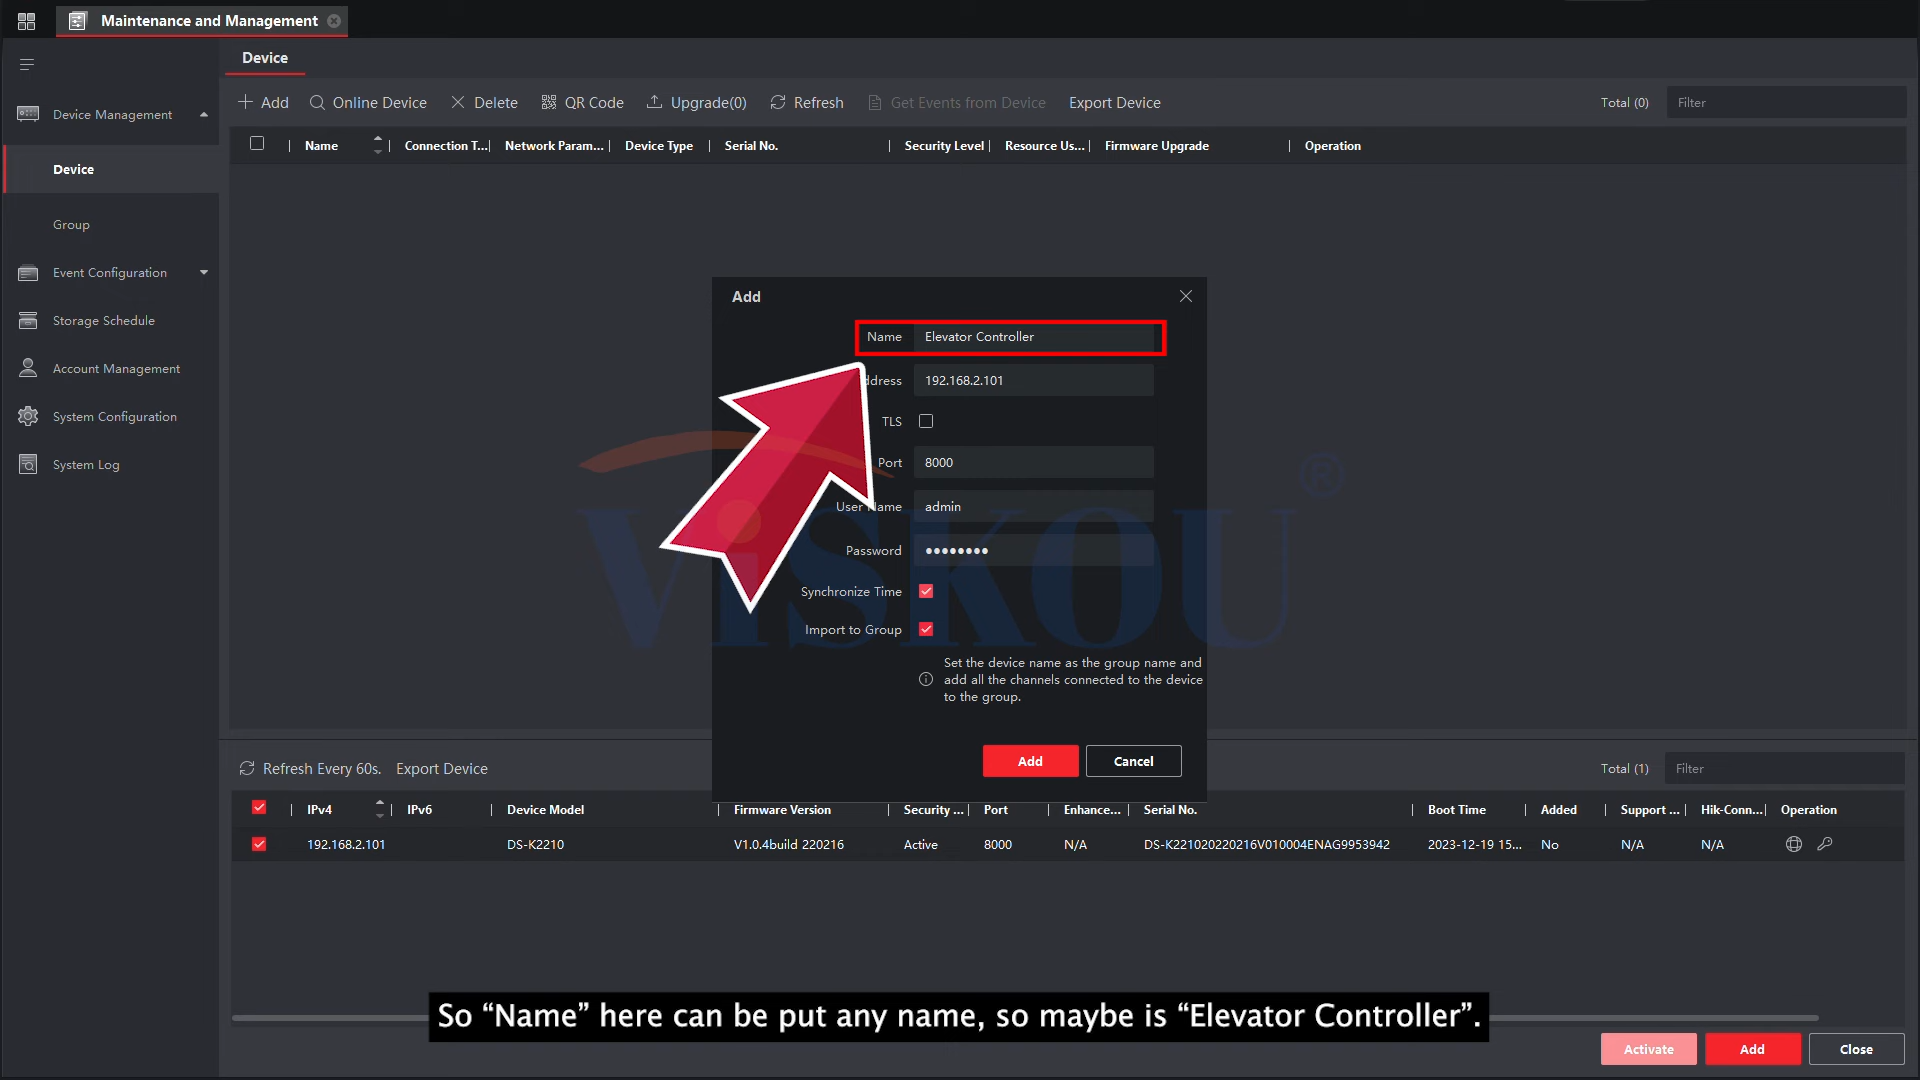 Maintenance and Management
Device
Add
Online Device
Delete
QR Code
Upgrade(0)
Refresh
Get Events from Device
Export Device
Total (0)
Filter
Device Management
Device
Group
Event Configuration
Storage Schedule
Account Management
System Configuration
System Log
Name
Connection T...
Network Param...
Device Type
Serial No.
Security Level
Resource Us...
Firmware Upgrade
Operation
Add
Name Elevator Controller
ddress 192.168.2.101
TLS
Port 8000
User Name admin
Password ●●●●●●●●
Synchronize Time
Import to Group
Set the device name as the group name and
add all the channels connected to the device
to the group.
Add
Cancel
ViSKOU ®
Refresh Every 60s.
Export Device
Total (1)
Filter
IPv4
IPv6
Device Model
Firmware Version
Security ...
Port
Enhance...
Serial No.
Boot Time
Added
Support ...
Hik-Conn...
Operation
192.168.2.101
DS-K2210
V1.0.4build 220216
Active
8000
N/A
DS-K221020220216V010004ENAG9953942
2023-12-19 15...
No
N/A
N/A
So “Name” here can be put any name, so maybe is “Elevator Controller”.
Activate
Add
Close